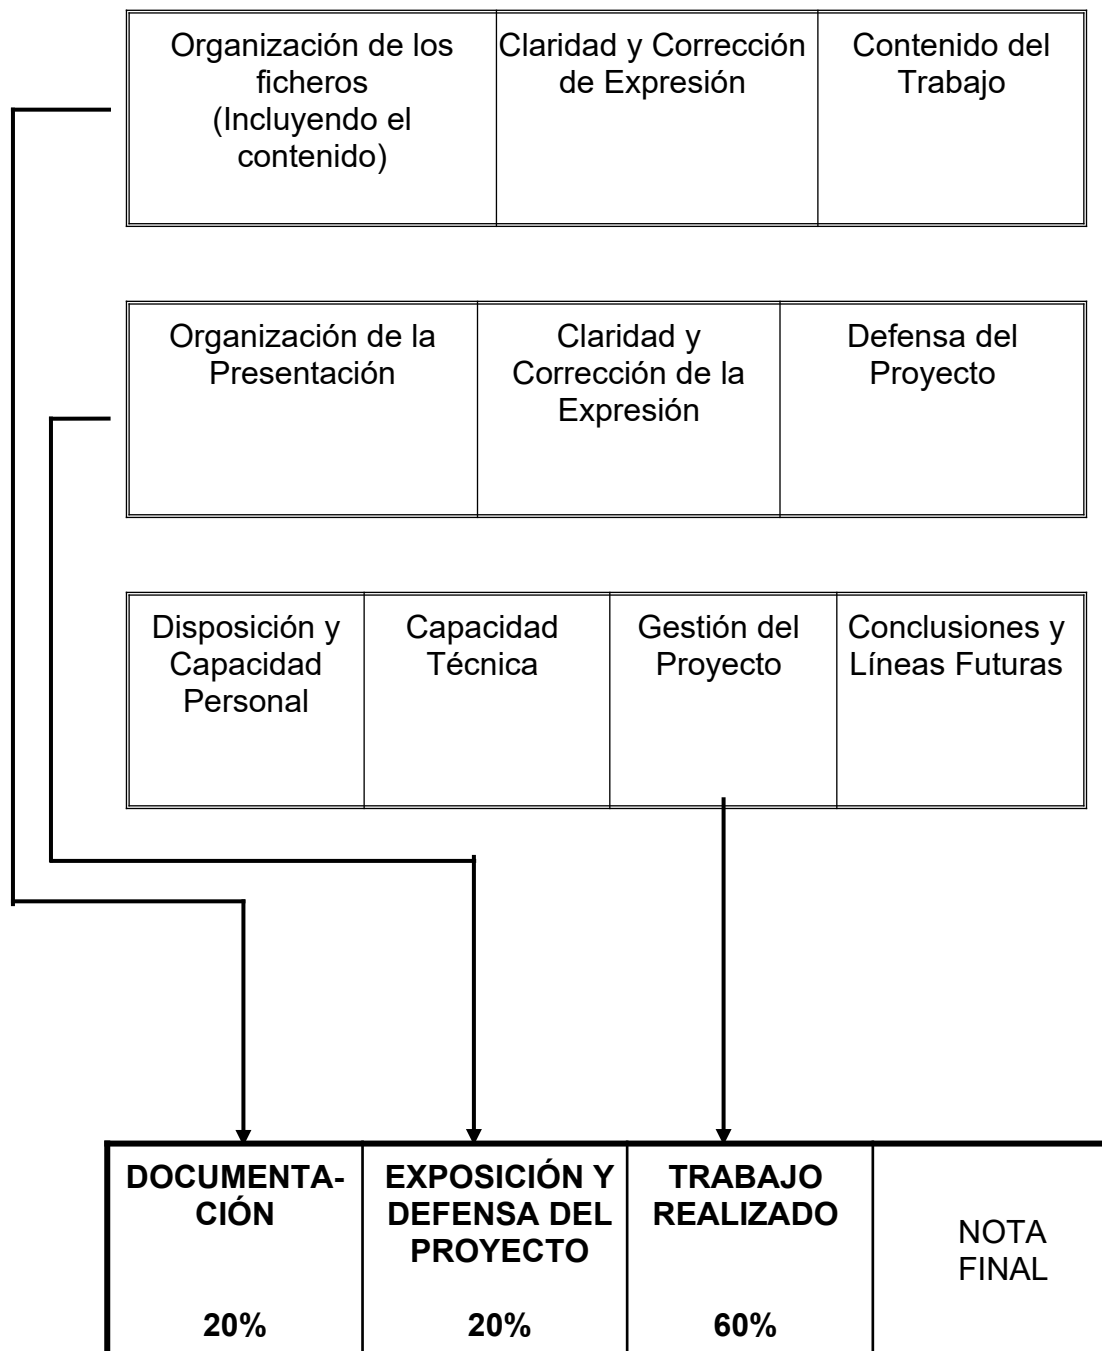 Organización de los
ficheros
(Incluyendo el
contenido)
Claridad y Corrección
de Expresión
Contenido del
Trabajo
Organización de la
Presentación
Claridad y
Corrección de la
Expresión
Defensa del
Proyecto
Disposición y
Capacidad
Personal
Capacidad
Técnica
Gestión del
Proyecto
Conclusiones y
Líneas Futuras
DOCUMENTA-
CIÓN
20%
EXPOSICIÓN Y
DEFENSA DEL
PROYECTO
20%
TRABAJO
REALIZADO
60%
NOTA
FINAL